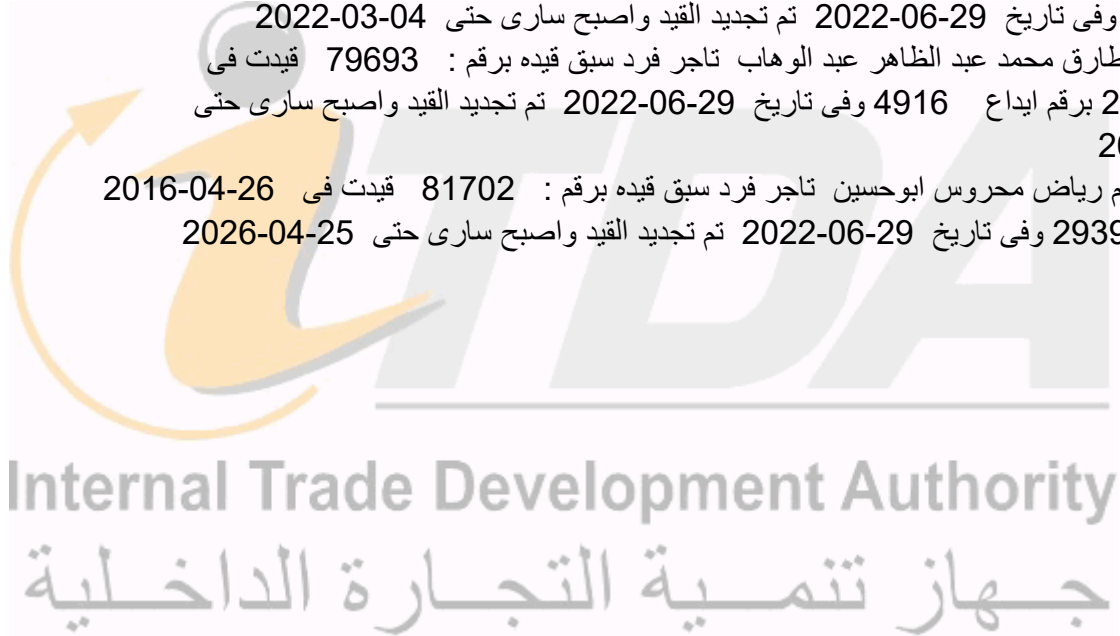 وفى تاريخ 29-06-2022 تم تجديد القيد واصبح سارى حتى 04-03-2022
طارق محمد عبد الظاهر عبد الوهاب تاجر فرد سبق قيده برقم : 79693 قيدت فى
برقم ايداع 4916 وفى تاريخ 29-06-2022 تم تجديد القيد واصبح سارى حتى
رياض محروس ابوحسين تاجر فرد سبق قيده برقم : 81702 قيدت فى 26-04-2016
وفى تاريخ 29-06-2022 تم تجديد القيد واصبح سارى حتى 25-04-2026
iTDA
Internal Trade Development Authority
جهاز تنمية التجارة الداخلية